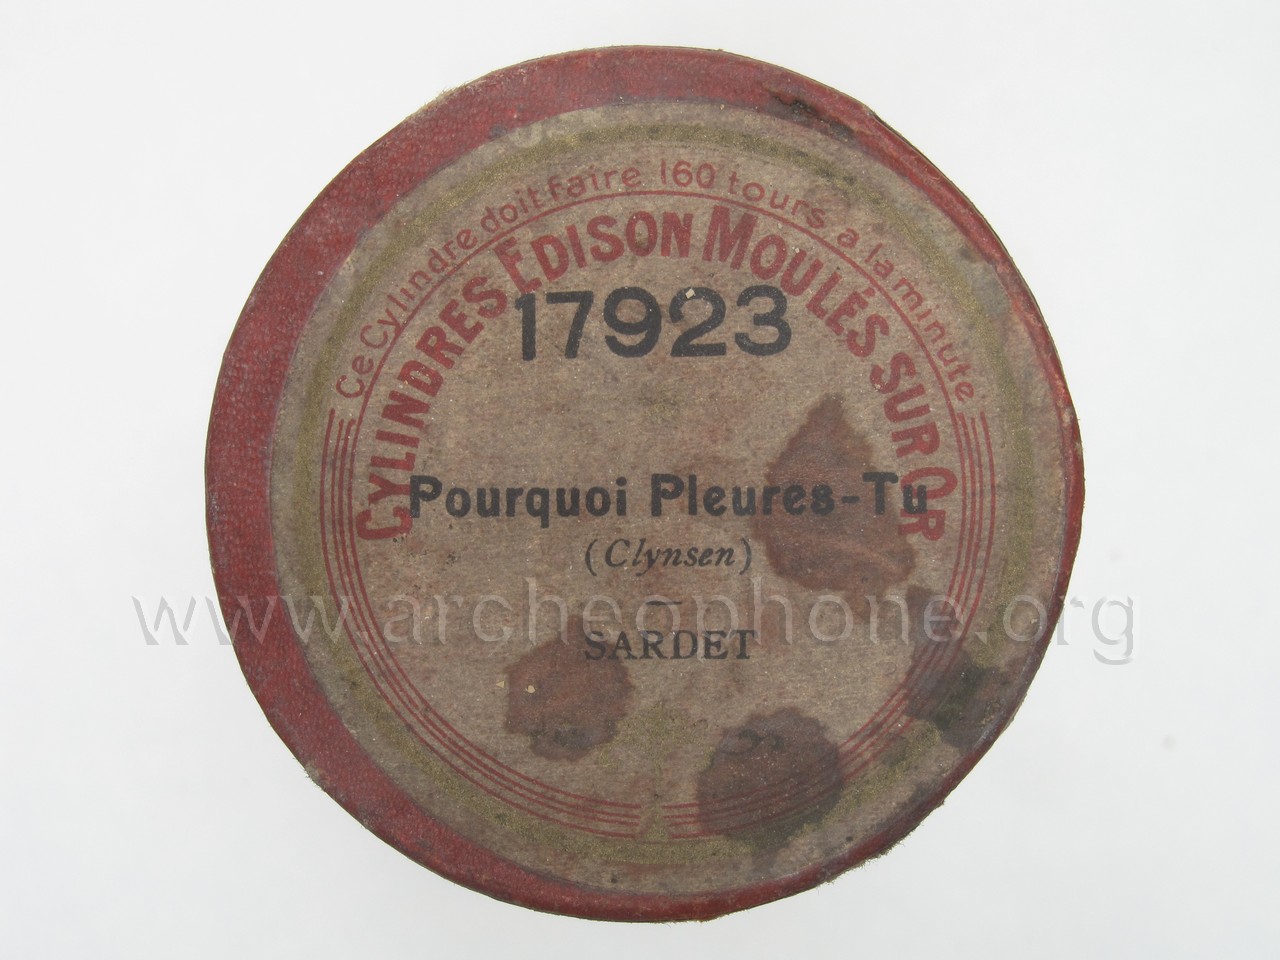 Ce Cylindre doit faire 160 tours a la minute
CYLINDRES EDISON MOULÉS SUR OR
17923
Pourquoi Pleures-Tu
(Clynsen)
www.archeophone.org
SARDET